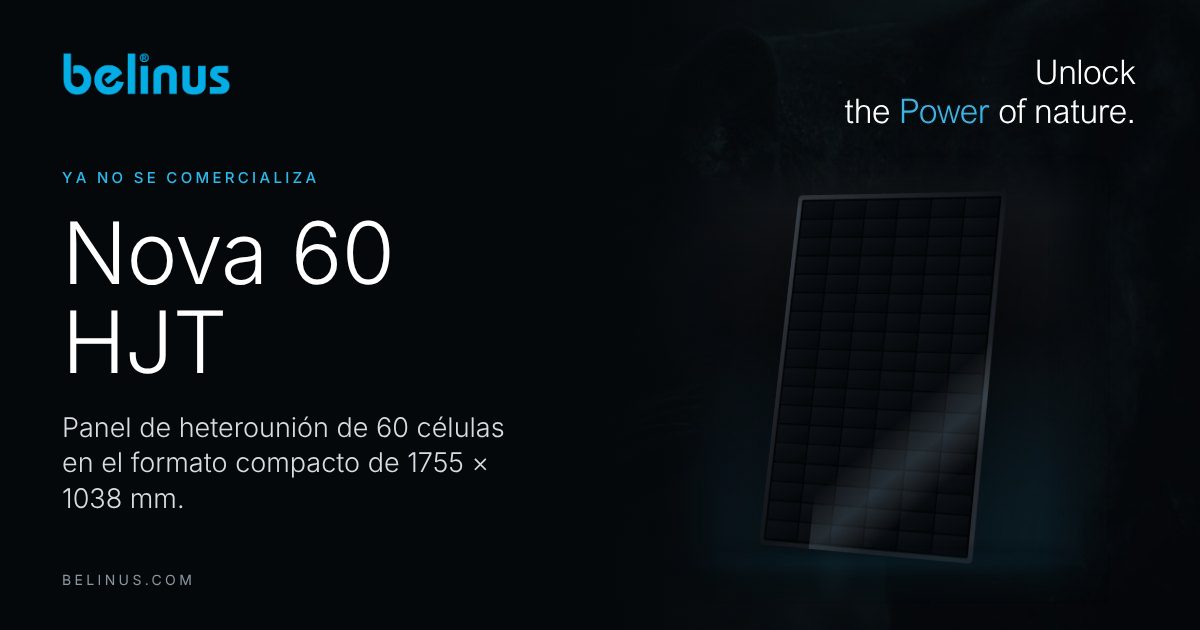 belinus®
Unlock
the Power of nature.
YA NO SE COMERCIALIZA
Nova 60
HJT
Panel de heterounión de 60 células
en el formato compacto de 1755 ×
1038 mm.
BELINUS.COM